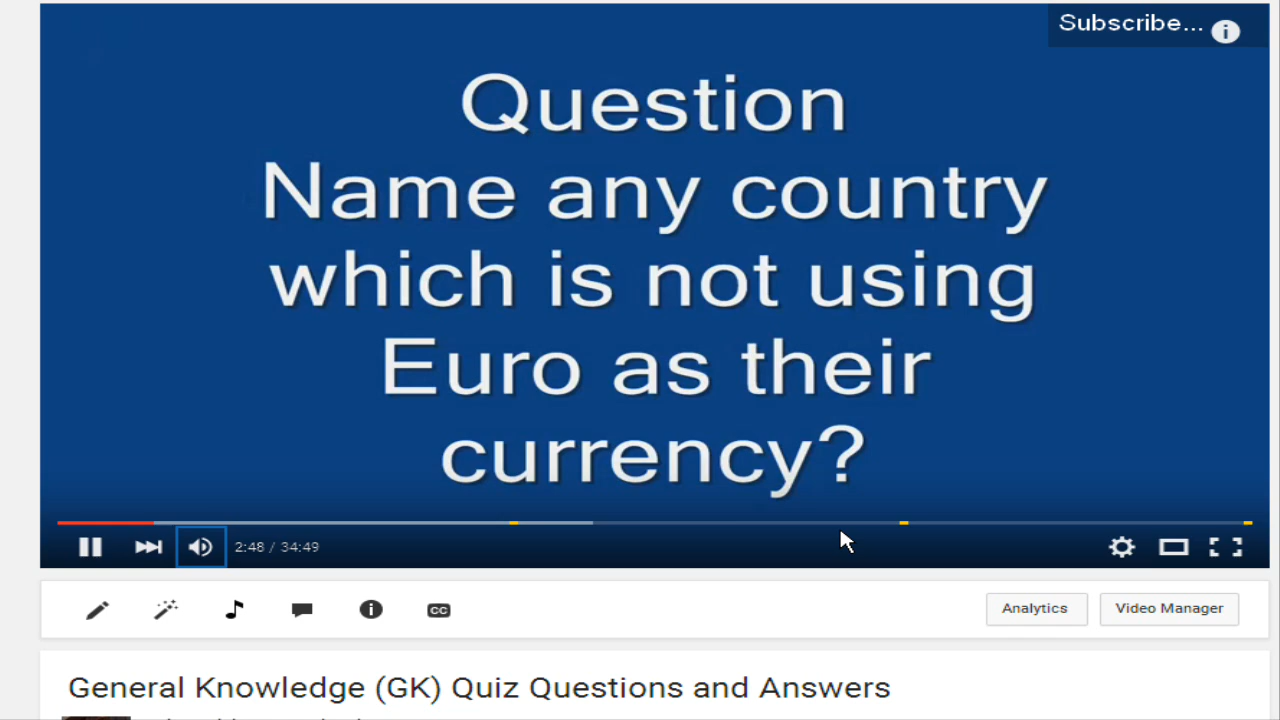 Subscribe...
Question
Name any country
which is not using
Euro as their
currency?
2:48 / 34:49
CC
Analytics
Video Manager
General Knowledge (GK) Quiz Questions and Answers